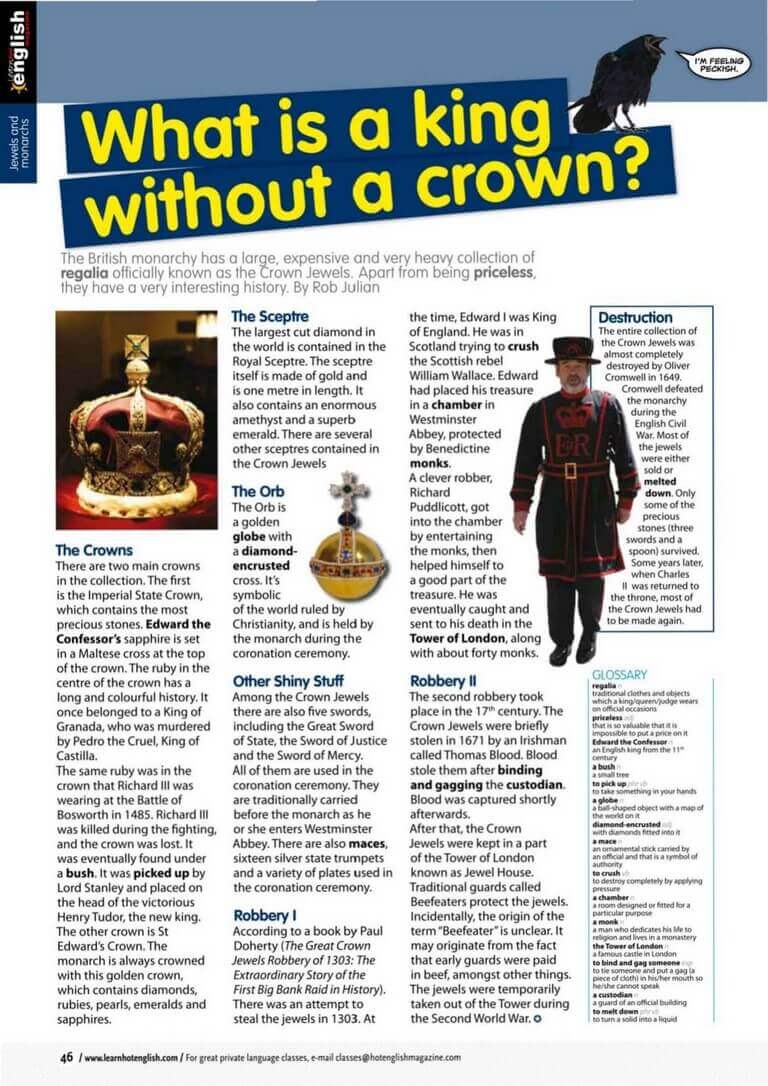 Learn
hot english
magazine
Jewels and
monarchs
I'M FEELING
PECKISH.
What is a king
without a crown?
The British monarchy has a large, expensive and very heavy collection of
regalia officially known as the Crown Jewels. Apart from being priceless,
they have a very interesting history. By Rob Julian
The Crowns
There are two main crowns
in the collection. The first
is the Imperial State Crown,
which contains the most
precious stones. Edward the
Confessor's sapphire is set
in a Maltese cross at the top
of the crown. The ruby in the
centre of the crown has a
long and colourful history. It
once belonged to a King of
Granada, who was murdered
by Pedro the Cruel, King of
Castilla.
The same ruby was in the
crown that Richard III was
wearing at the Battle of
Bosworth in 1485. Richard III
was killed during the fighting,
and the crown was lost. It
was eventually found under
a bush. It was picked up by
Lord Stanley and placed on
the head of the victorious
Henry Tudor, the new king.
The other crown is St
Edward's Crown. The
monarch is always crowned
with this golden crown,
which contains diamonds,
rubies, pearls, emeralds and
sapphires.
The Sceptre
The largest cut diamond in
the world is contained in the
Royal Sceptre. The sceptre
itself is made of gold and
is one metre in length. It
also contains an enormous
amethyst and a superb
emerald. There are several
other sceptres contained in
the Crown Jewels
The Orb
The Orb is
a golden
globe with
a diamond-
encrusted
cross. It's
symbolic
of the world ruled by
Christianity, and is held by
the monarch during the
coronation ceremony.
Other Shiny Stuff
Among the Crown Jewels
there are also five swords,
including the Great Sword
of State, the Sword of Justice
and the Sword of Mercy.
All of them are used in the
coronation ceremony. They
are traditionally carried
before the monarch as he
or she enters Westminster
Abbey. There are also maces,
sixteen silver state trumpets
and a variety of plates used in
the coronation ceremony.
Robbery I
According to a book by Paul
Doherty (The Great Crown
Jewels Robbery of 1303: The
Extraordinary Story of the
First Big Bank Raid in History).
There was an attempt to
steal the jewels in 1303. At
the time, Edward I was King
of England. He was in
Scotland trying to crush
the Scottish rebel
William Wallace. Edward
had placed his treasure
in a chamber in
Westminster
Abbey, protected
by Benedictine
monks.
A clever robber,
Richard
Puddlicott, got
into the chamber
by entertaining
the monks, then
helped himself to
a good part of the
treasure. He was
eventually caught and
sent to his death in the
Tower of London, along
with about forty monks.
Robbery II
The second robbery took
place in the 17th century. The
Crown Jewels were briefly
stolen in 1671 by an Irishman
called Thomas Blood. Blood
stole them after binding
and gagging the custodian.
Blood was captured shortly
afterwards.
After that, the Crown
Jewels were kept in a part
of the Tower of London
known as Jewel House.
Traditional guards called
Beefeaters protect the jewels.
Incidentally, the origin of the
term "Beefeater" is unclear. It
may originate from the fact
that early guards were paid
in beef, amongst other things.
The jewels were temporarily
taken out of the Tower during
the Second World War.
E R
Destruction
The entire collection of
the Crown Jewels was
almost completely
destroyed by Oliver
Cromwell in 1649.
Cromwell defeated
the monarchy
during the
English Civil
War. Most of
the jewels
were either
sold or
melted
down. Only
some of the
precious
stones (three
swords and a
spoon) survived.
Some years later,
when Charles
II was returned to
the throne, most of
the Crown Jewels had
to be made again.
GLOSSARY
regalia n
traditional clothes and objects
which a king/queen/judge wears
on official occasions
priceless adj
that is so valuable that it is
impossible to put a price on it
Edward the Confessor n
an English king from the 11th
century
a bush n
a small tree
to pick up phr vb
to take something in your hands
a globe n
a ball-shaped object with a map of
the world on it
diamond-encrusted adj
with diamonds fitted into it
a mace n
an ornamental stick carried by
an official and that is a symbol of
authority
to crush vb
to destroy completely by applying
pressure
a chamber n
a room designed or fitted for a
particular purpose
a monk n
a man who dedicates his life to
religion and lives in a monastery
the Tower of London n
a famous castle in London
to bind and gag someone exp
to tie someone and put a gag (a
piece of cloth) in his/her mouth so
he/she cannot speak
a custodian n
a guard of an official building
to melt down phr vb
to turn a solid into a liquid
46 / www.learnhotenglish.com / For great private language classes, e-mail classes@hotenglishmagazine.com